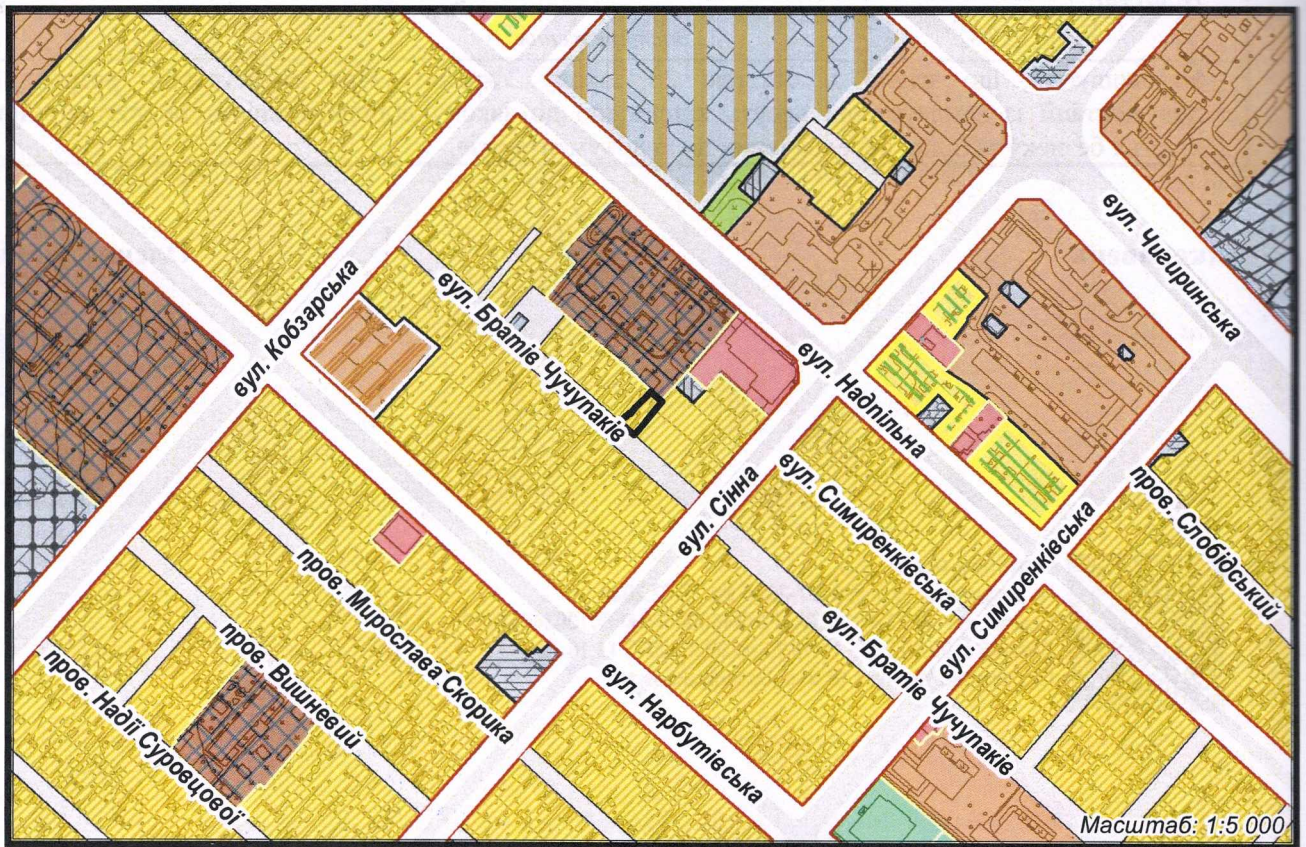 вул. Чигиринська
вул. Кобзарська
вул. Братів Чучупаків
вул. Надпільна
вул. Сінна
вул. Симиренківська
вул. Симиренківська
пров. Слобідський
вул. Братів Чучупаків
пров. Мирослава Скорика
пров. Вишневий
пров. Надії Суровцової
вул. Нарбутівська
Масштаб: 1:5 000